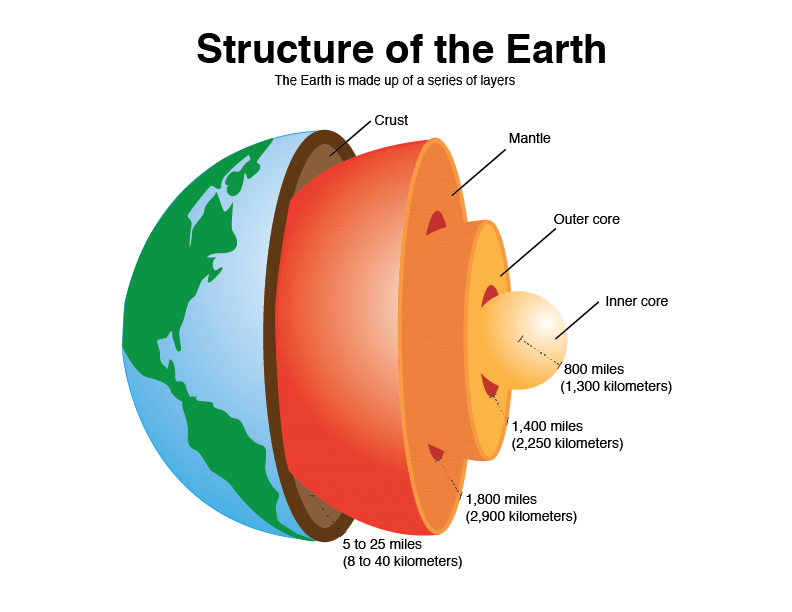 Structure of the Earth
The Earth is made up of a series of layers
Crust
Mantle
Outer core
Inner core
800 miles
(1,300 kilometers)
1,400 miles
(2,250 kilometers)
1,800 miles
(2,900 kilometers)
5 to 25 miles
(8 to 40 kilometers)